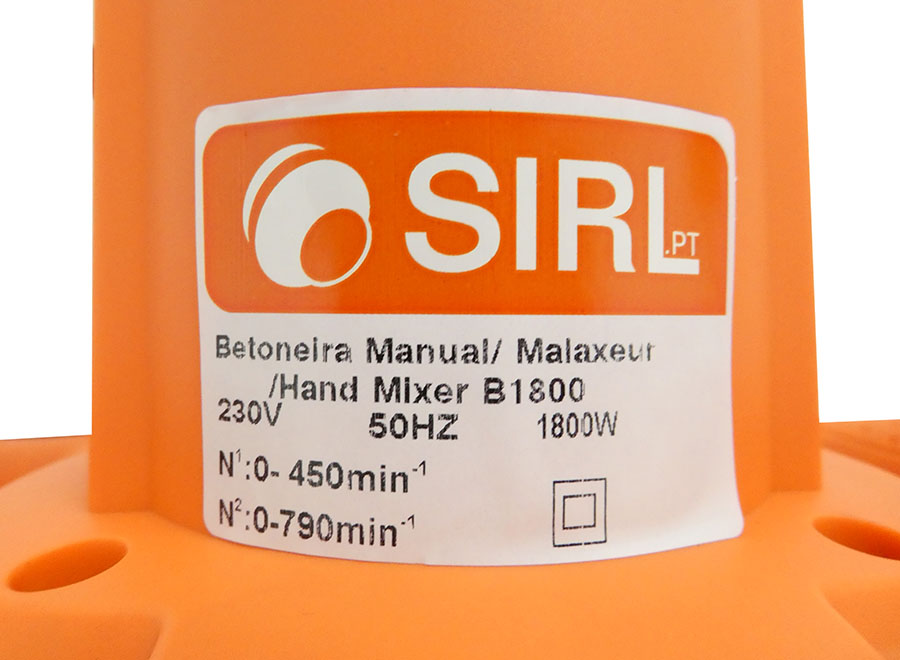 SIRL
.PT
Betoneira Manual/ Malaxeur
/Hand Mixer B1800
230V 50HZ 1800W
N¹:0- 450min⁻¹
N²:0-790min⁻¹